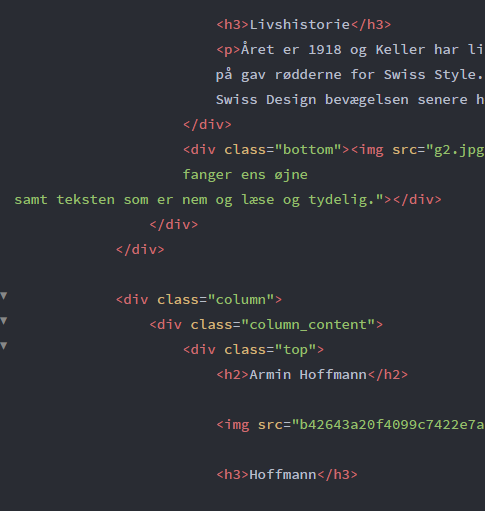 <h3>Livshistorie</h3>
<p>Året er 1918 og Keller har li
på gav rødderne for Swiss Style.
Swiss Design bevægelsen senere h
</div>
<div class="bottom"><img src="g2.jpg
fanger ens øjne
samt teksten som er nem og læse og tydelig."></div>
</div>
</div>
<div class="column">
<div class="column_content">
<div class="top">
<h2>Armin Hoffmann</h2>
<img src="b42643a20f4099c7422e7a
<h3>Hoffmann</h3>